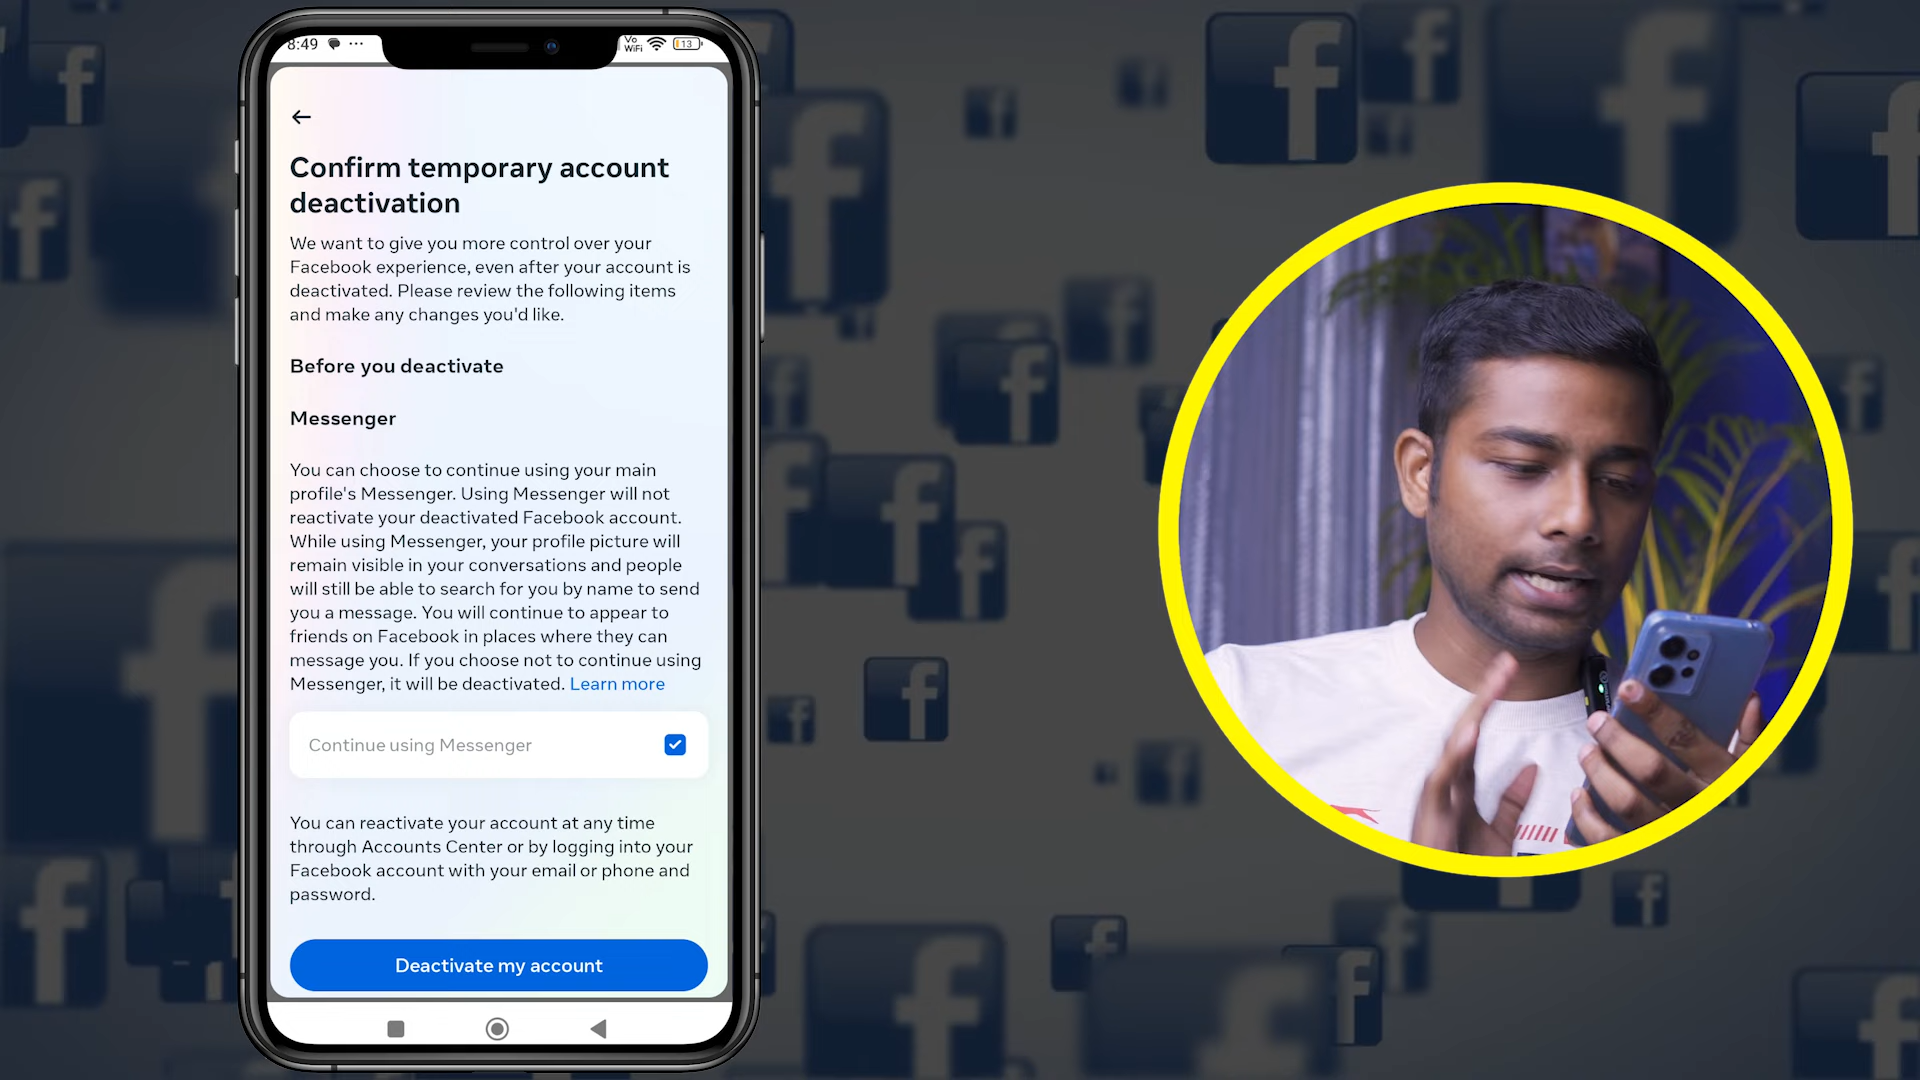 8:49
Vo
WiFi
13
Confirm temporary account
deactivation
We want to give you more control over your
Facebook experience, even after your account is
deactivated. Please review the following items
and make any changes you'd like.
Before you deactivate
Messenger
You can choose to continue using your main
profile's Messenger. Using Messenger will not
reactivate your deactivated Facebook account.
While using Messenger, your profile picture will
remain visible in your conversations and people
will still be able to search for you by name to send
you a message. You will continue to appear to
friends on Facebook in places where they can
message you. If you choose not to continue using
Messenger, it will be deactivated. Learn more
Continue using Messenger
You can reactivate your account at any time
through Accounts Center or by logging into your
Facebook account with your email or phone and
password.
Deactivate my account